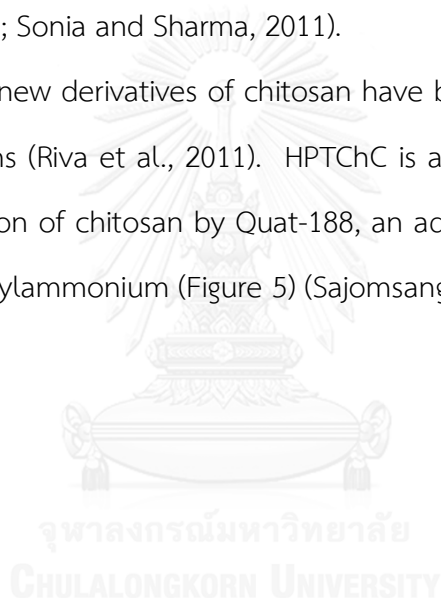 ; Sonia and Sharma, 2011).
new derivatives of chitosan have b
ns (Riva et al., 2011). HPTChC is a
on of chitosan by Quat-188, an ac
ylammonium (Figure 5) (Sajomsang
จุฬาลงกรณ์มหาวิทยาลัย
CHULALONGKORN UNIVERSITY